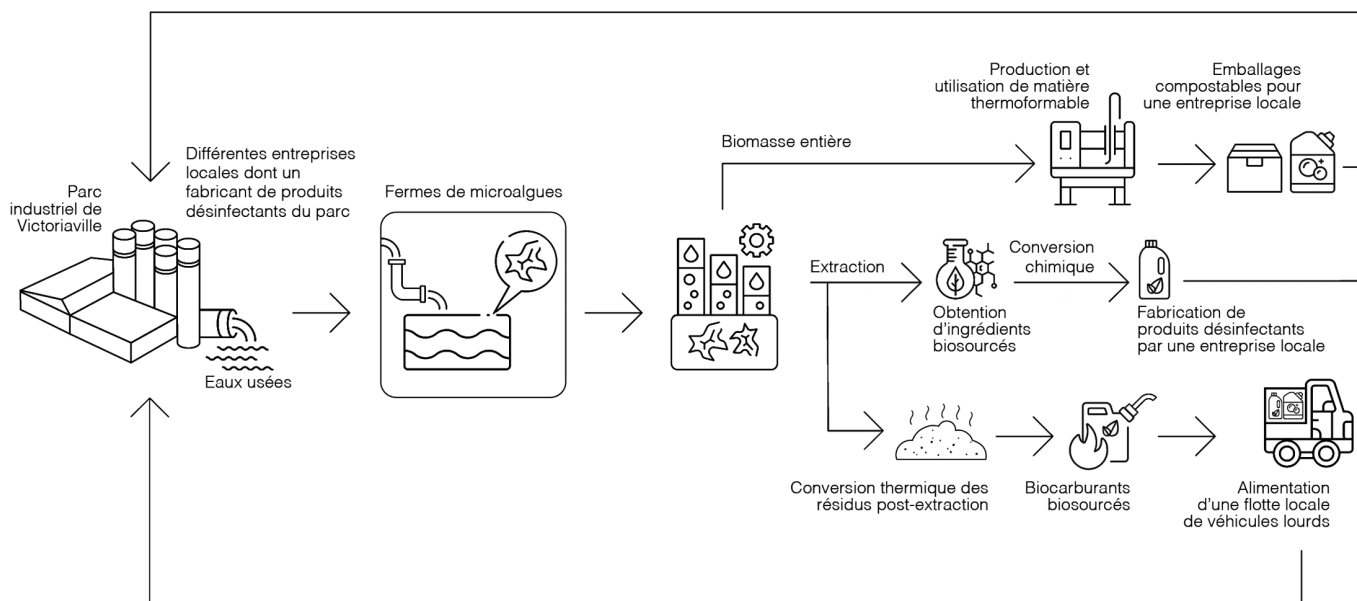 Parc
industriel de
Victoriaville
Différentes entreprises
locales dont un
fabricant de produits
désinfectants du parc
Eaux usées
Fermes de microalgues
Biomasse entière
Production et
utilisation de matière
thermoformable
Emballages
compostables pour
une entreprise locale
Extraction
Obtention
d'ingrédients
biosourcés
Conversion
chimique
Fabrication de
produits désinfectants
par une entreprise locale
Conversion thermique des
résidus post-extraction
Biocarburants
biosourcés
Alimentation
d'une flotte locale
de véhicules lourds